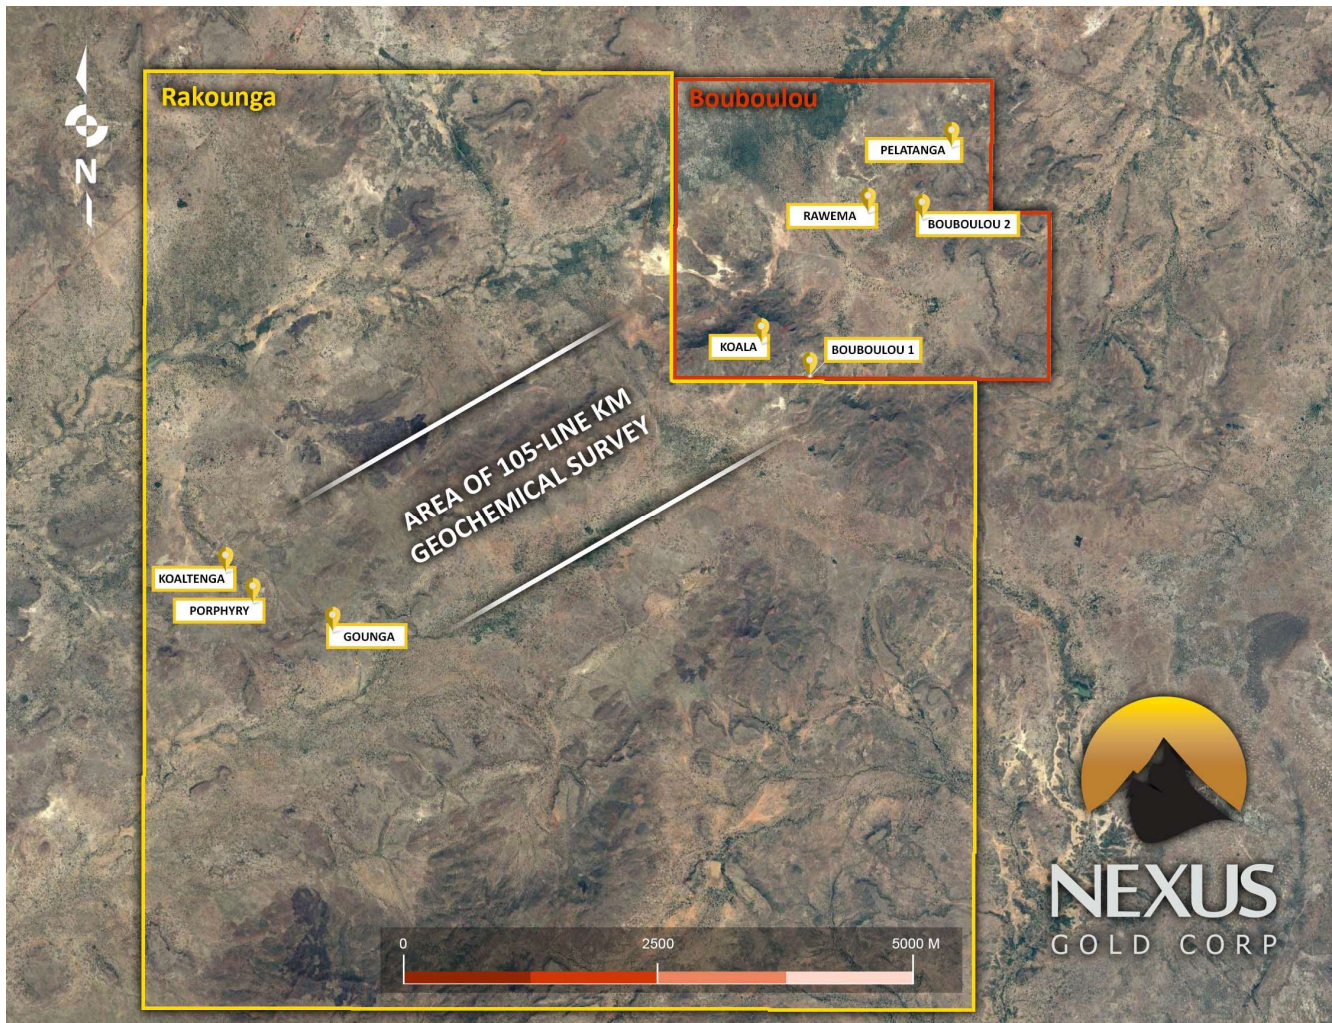 Rakounga
Bouboulou
N
PELATANGA
RAWEMA
BOUBOULOU 2
KOALA
BOUBOULOU 1
AREA OF 105-LINE KM
GEOCHEMICAL SURVEY
KOALTENGA
PORPHYRY
GOUNGA
NEXUS
GOLD CORP
0 2500 5000 M